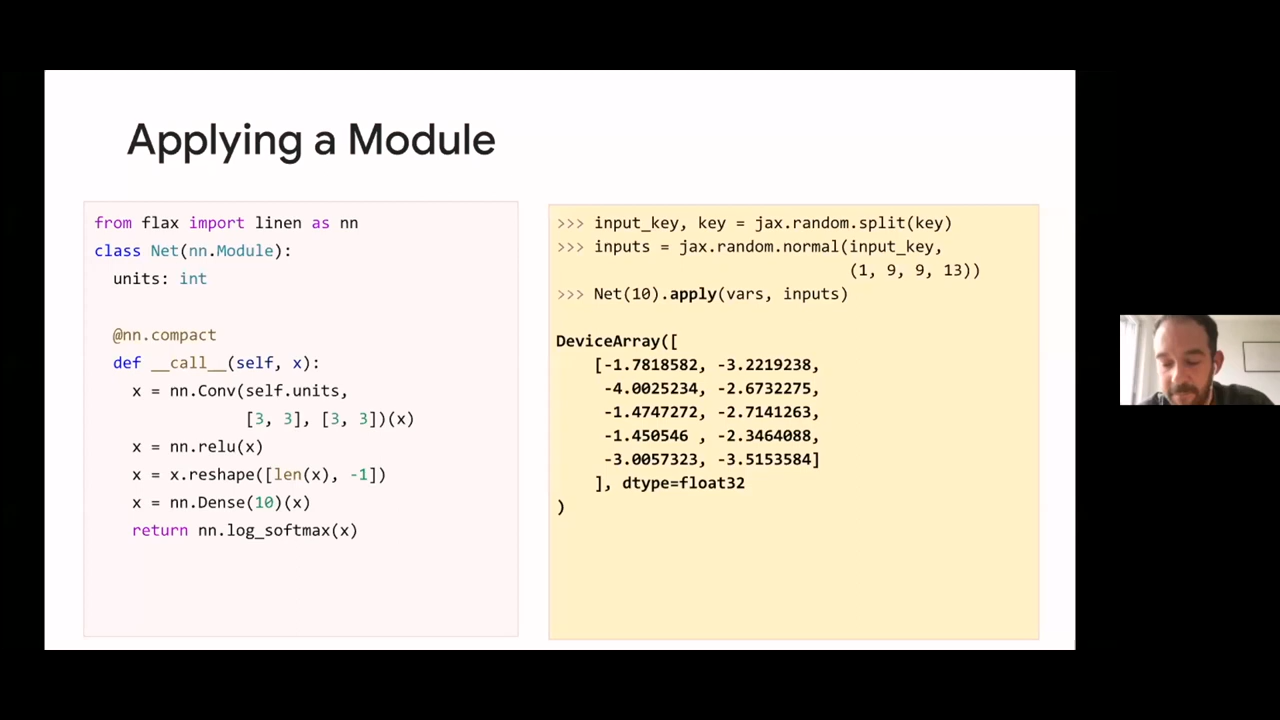 Applying a Module
from flax import linen as nn
class Net(nn.Module):
  units: int
  @nn.compact
  def __call__(self, x):
    x = nn.Conv(self.units,
                [3, 3], [3, 3])(x)
    x = nn.relu(x)
    x = x.reshape([len(x), -1])
    x = nn.Dense(10)(x)
    return nn.log_softmax(x)
>>> input_key, key = jax.random.split(key)
>>> inputs = jax.random.normal(input_key,
                               (1, 9, 9, 13))
>>> Net(10).apply(vars, inputs)
DeviceArray([
    [-1.7818582, -3.2219238,
     -4.0025234, -2.6732275,
     -1.4747272, -2.7141263,
     -1.450546 , -2.3464088,
     -3.0057323, -3.5153584]
    ], dtype=float32
)